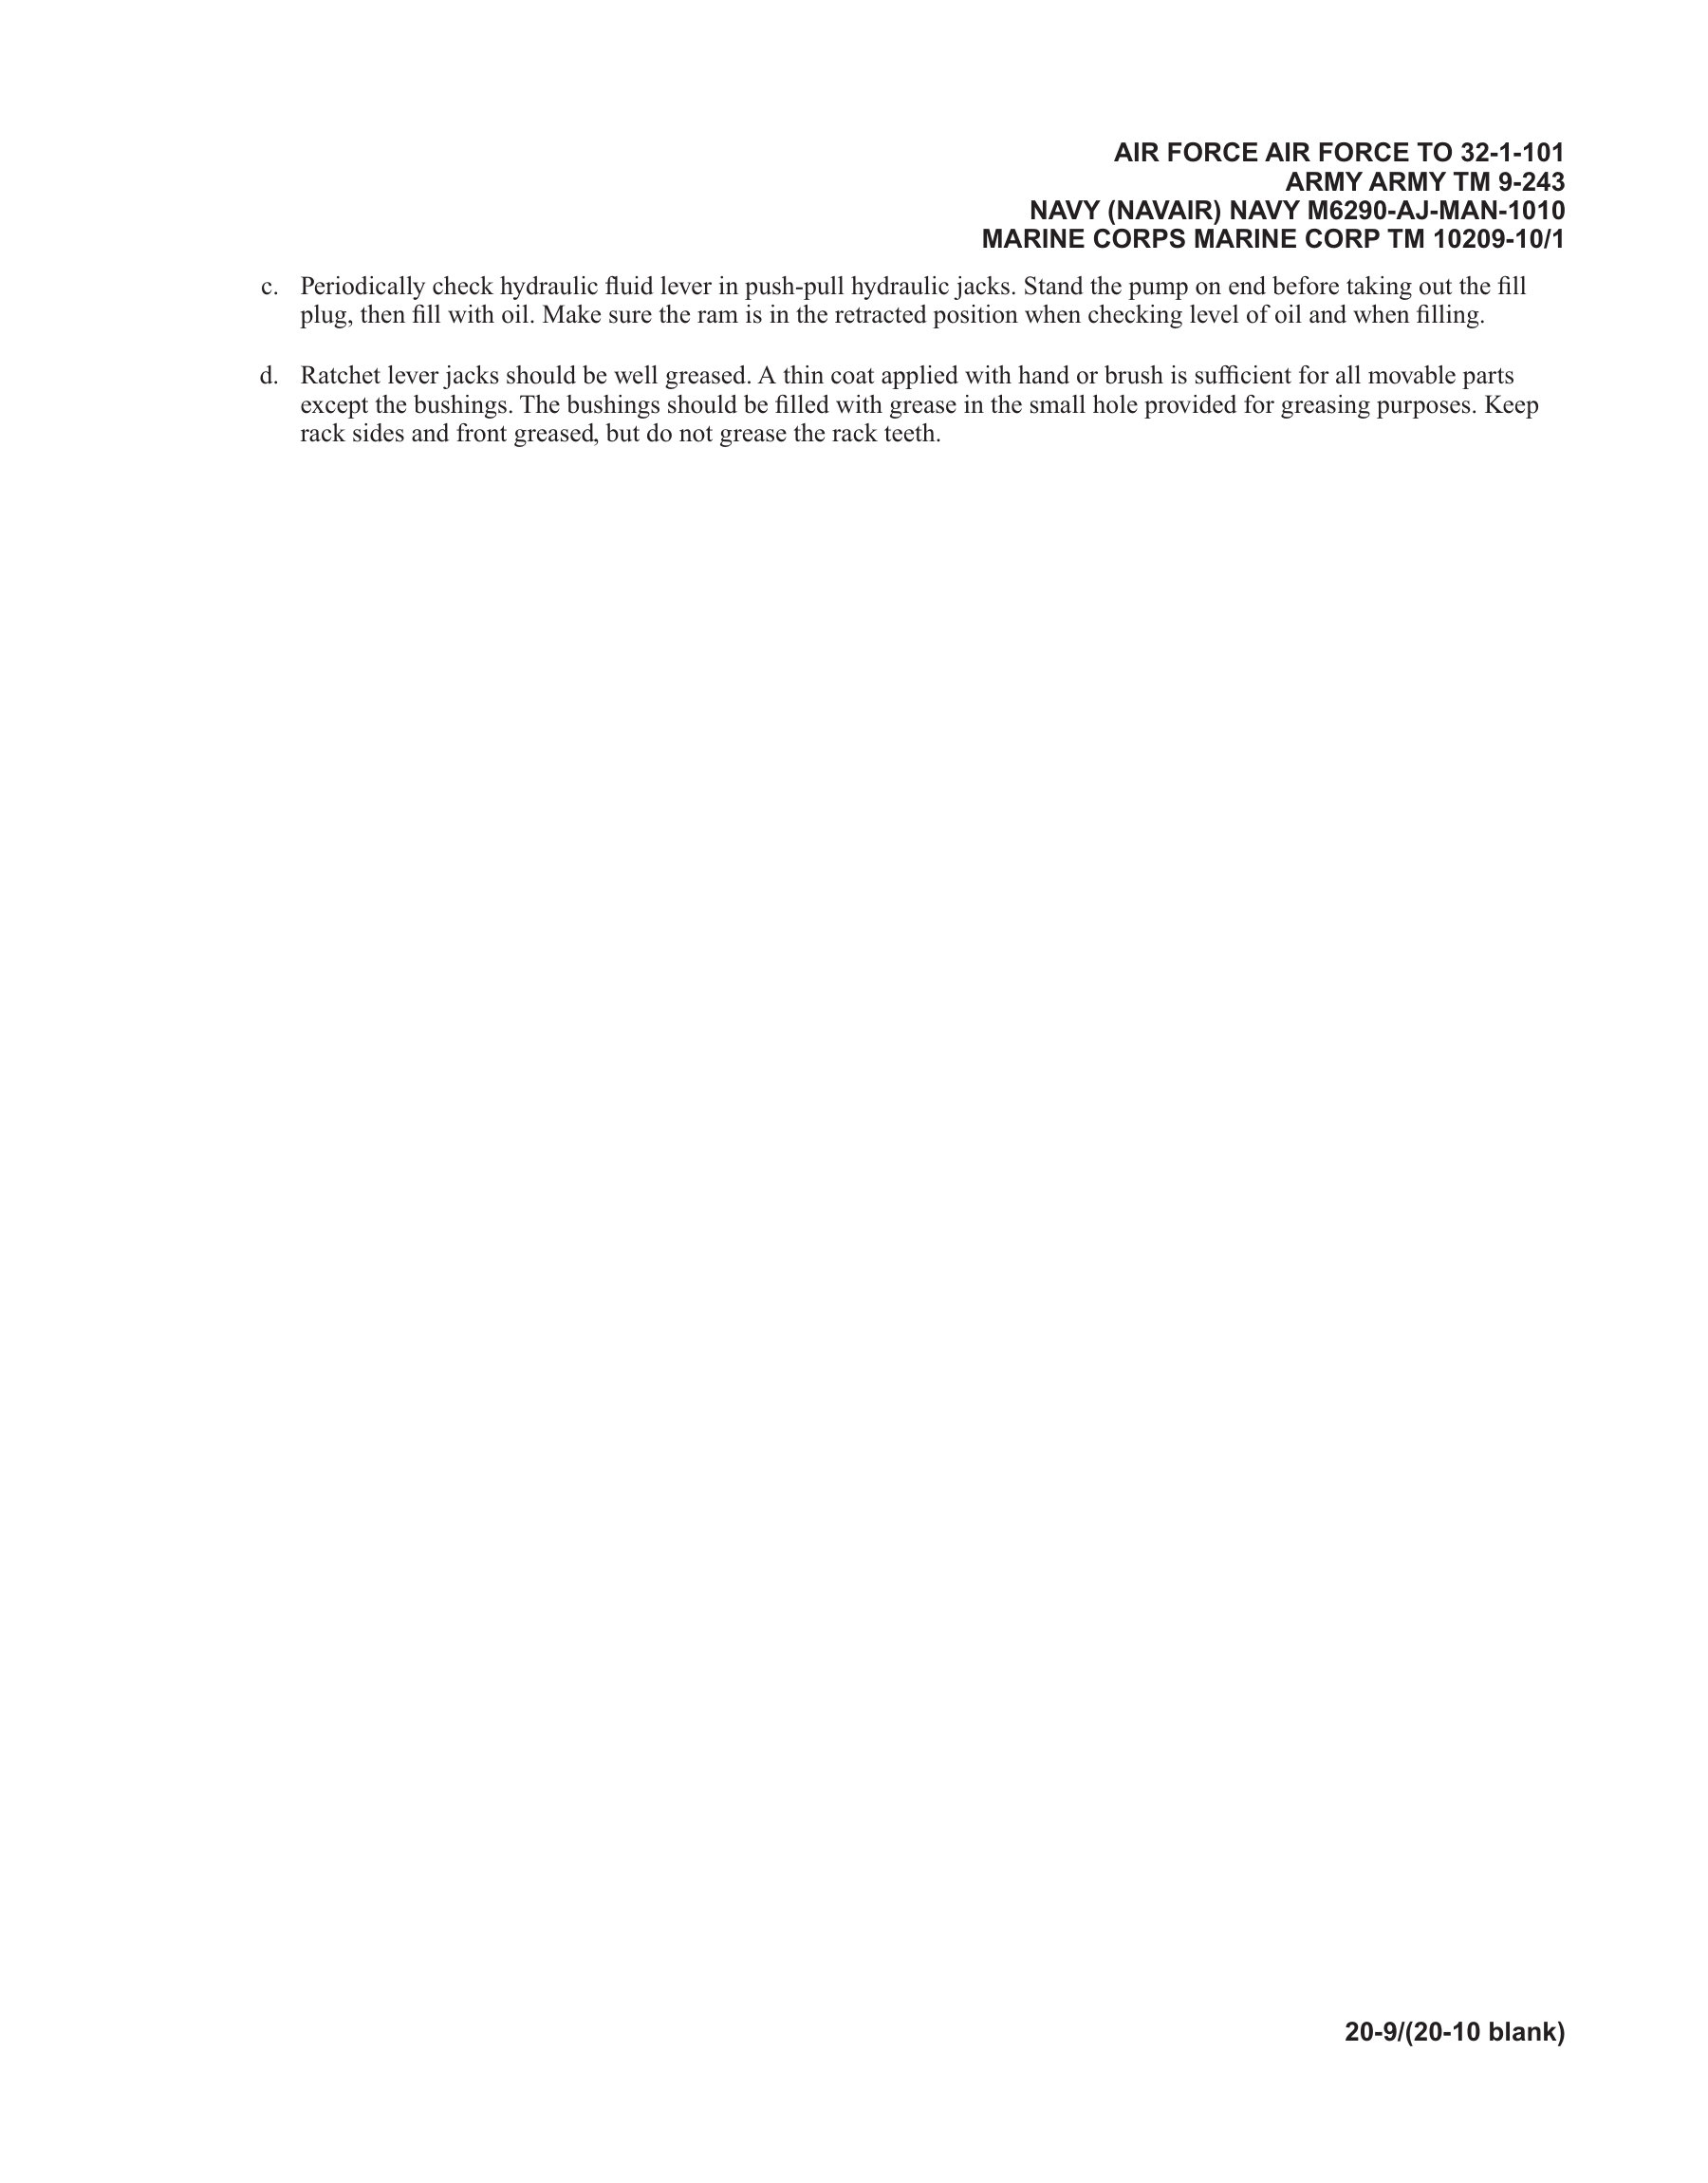 AIR FORCE AIR FORCE TO 32-1-101
ARMY ARMY TM 9-243
NAVY (NAVAIR) NAVY M6290-AJ-MAN-1010
MARINE CORPS MARINE CORP TM 10209-10/1
c. Periodically check hydraulic fluid lever in push-pull hydraulic jacks. Stand the pump on end before taking out the fill
plug, then fill with oil. Make sure the ram is in the retracted position when checking level of oil and when filling.
d. Ratchet lever jacks should be well greased. A thin coat applied with hand or brush is sufficient for all movable parts
except the bushings. The bushings should be filled with grease in the small hole provided for greasing purposes. Keep
rack sides and front greased, but do not grease the rack teeth.
20-9/(20-10 blank)